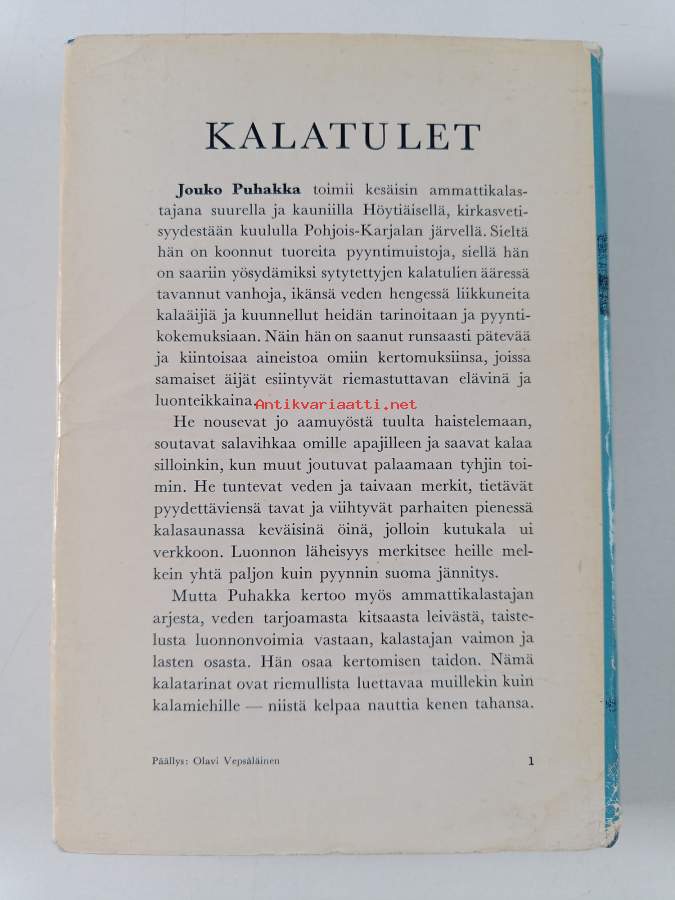 KALATULET
Jouko Puhakka toimii kesäisin ammattikalas-
tajana suurella ja kauniilla Höytiäisellä, kirkasveti-
syydestään kuululla Pohjois-Karjalan järvellä. Sieltä
hän on koonnut tuoreita pyyntimuistoja, siellä hän
on saariin yösydämiksi sytytettyjen kalatulien ääressä
tavannut vanhoja, ikänsä veden hengessä liikkuneita
kalaäijiä ja kuunnellut heidän tarinoitaan ja pyynti-
kokemuksiaan. Näin hän on saanut runsaasti pätevää
ja kiintoisaa aineistoa omiin kertomuksiinsa, joissa
samaiset äijät esiintyvät riemastuttavan elävinä ja
luonteikkaina.
Antikvariaatti.net
He nousevat jo aamuyöstä tuulta haistelemaan,
soutavat salavihkaa omille apajilleen ja saavat kalaa
silloinkin, kun muut joutuvat palaamaan tyhjin toi-
min. He tuntevat veden ja taivaan merkit, tietävät
pyydettäviensä tavat ja viihtyvät parhaiten pienessä
kalasaunassa keväisinä öinä, jolloin kutukala ui
verkkoon. Luonnon läheisyys merkitsee heille mel-
kein yhtä paljon kuin pyynnin suoma jännitys.
Mutta Puhakka kertoo myös ammattikalastajan
arjesta, veden tarjoamasta kitsaasta leivästä, taiste-
lusta luonnonvoimia vastaan, kalastajan vaimon ja
lasten osasta. Hän osaa kertomisen taidon. Nämä
kalatarinat ovat riemullista luettavaa muillekin kuin
kalamiehille — niistä kelpaa nauttia kenen tahansa.
Päällys: Olavi Vepsäläinen 1